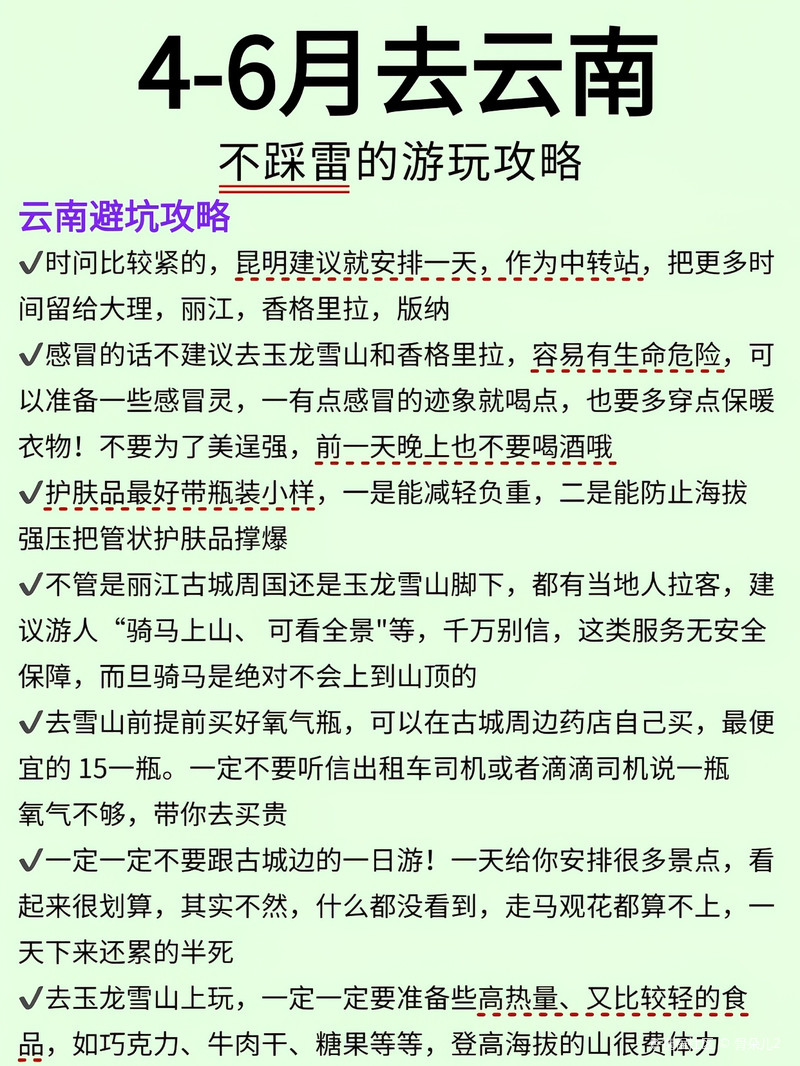 4-6月去云南
不踩雷的游玩攻略
云南避坑攻略
✔时问比较紧的，昆明建议就安排一天，作为中转站，把更多时
间留给大理，丽江，香格里拉，版纳
✔感冒的话不建议去玉龙雪山和香格里拉，容易有生命危险，可
以准备一些感冒灵，一有点感冒的迹象就喝点，也要多穿点保暖
衣物！不要为了美逞强，前一天晚上也不要喝酒哦
✔护肤品最好带瓶装小样，一是能减轻负重，二是能防止海拔
强压把管状护肤品撑爆
✔不管是丽江古城周国还是玉龙雪山脚下，都有当地人拉客，建
议游人“骑马上山、 可看全景"等，千万别信，这类服务无安全
保障，而旦骑马是绝对不会上到山顶的
✔去雪山前提前买好氧气瓶，可以在古城周边药店自己买，最便
宜的 15一瓶。一定不要听信出租车司机或者滴滴司机说一瓶
氧气不够，带你去买贵
✔一定一定不要跟古城边的一日游！一天给你安排很多景点，看
起来很划算，其实不然，什么都没看到，走马观花都算不上，一
天下来还累的半死
✔去玉龙雪山上玩，一定一定要准备些高热量、又比较轻的食
品，如巧克力、牛肉干、糖果等等，登高海拔的山很费体力